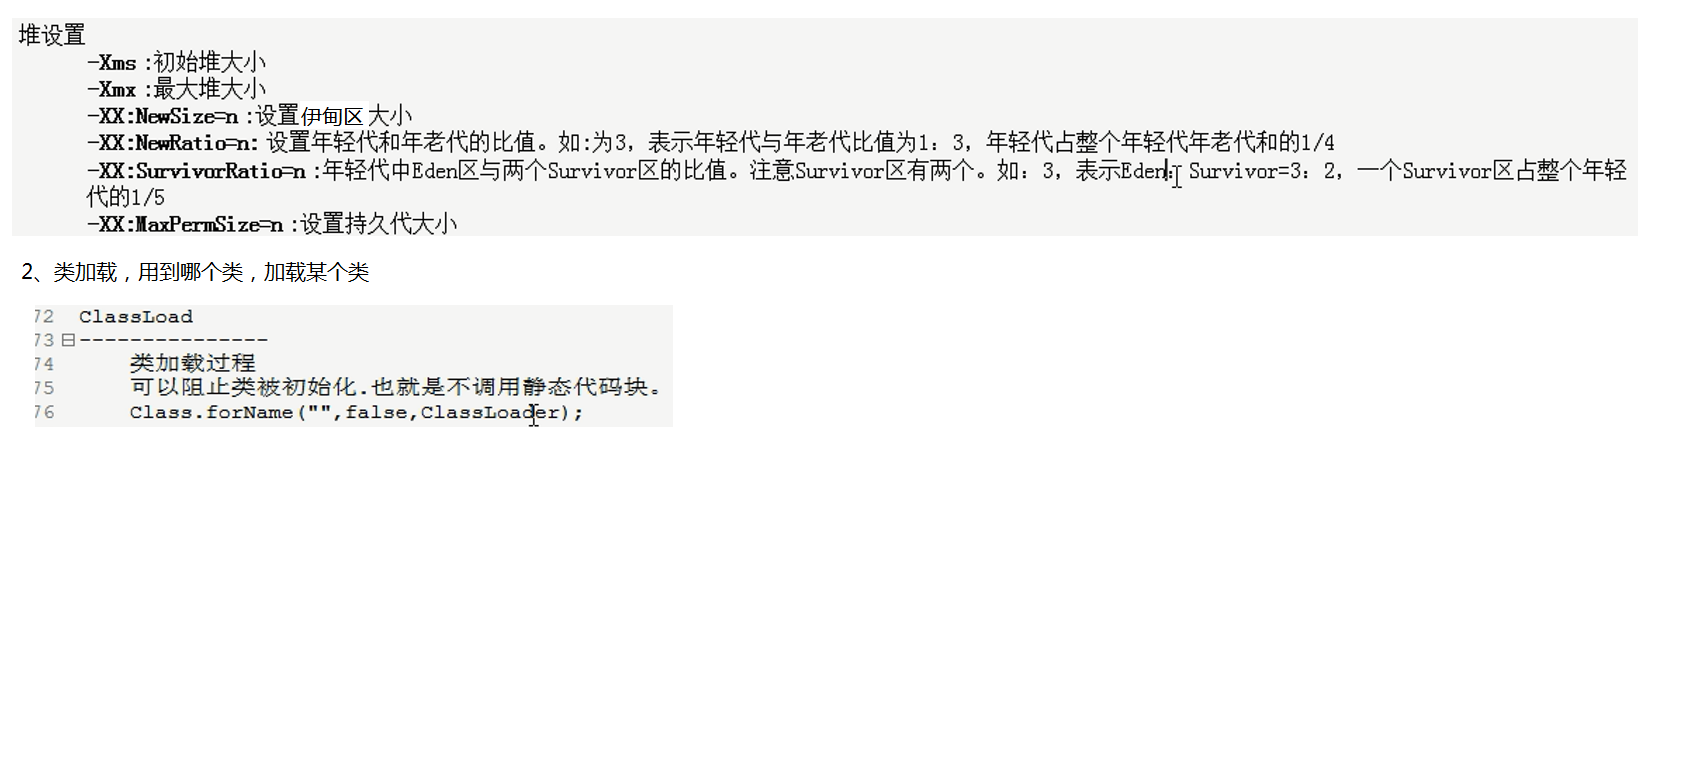 堆设置
-Xms :初始堆大小
-Xmx :最大堆大小
-XX:NewSize=n :设置伊甸区大小
-XX:NewRatio=n: 设置年轻代和年老代的比值。如:为3，表示年轻代与年老代比值为1：3，年轻代占整个年轻代年老代和的1/4
-XX:SurvivorRatio=n :年轻代中Eden区与两个Survivor区的比值。注意Survivor区有两个。如：3，表示Eden：Survivor=3：2，一个Survivor区占整个年轻
代的1/5
-XX:MaxPermSize=n :设置持久代大小
2、类加载，用到哪个类，加载某个类
72 ClassLoad
73 ---------------
74 类加载过程
75 可以阻止类被初始化.也就是不调用静态代码块。
76 Class.forName("",false,ClassLoader);